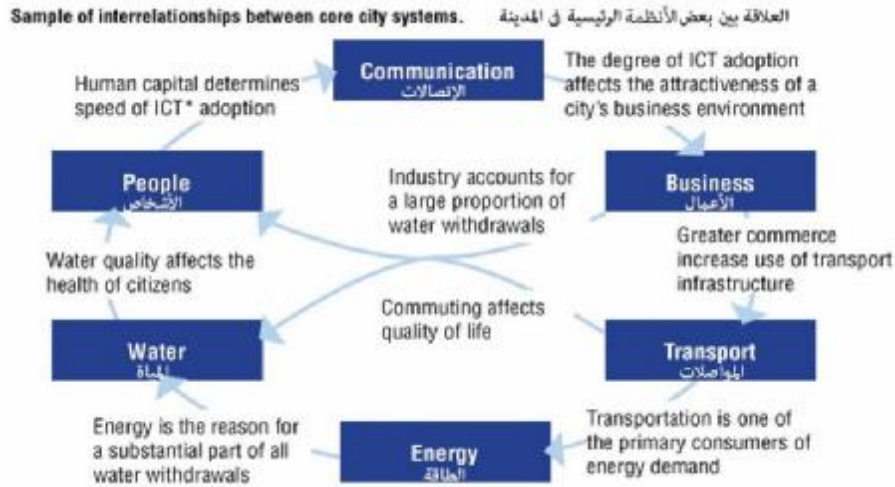 Sample of interrelationships between core city systems.
العلاقة بين بعض الأنظمة الرئيسية في المدينة
Human capital determines
speed of ICT* adoption
Communication
الإتصالات
The degree of ICT adoption
affects the attractiveness of a
city's business environment
People
الأشخاص
Industry accounts for
a large proportion of
water withdrawals
Business
الأعمال
Water quality affects the
health of citizens
Greater commerce
increase use of transport
infrastructure
Commuting affects
quality of life
Water
المياة
Transport
المواصلات
Energy is the reason for
a substantial part of all
water withdrawals
Energy
الطاقة
Transportation is one of
the primary consumers of
energy demand